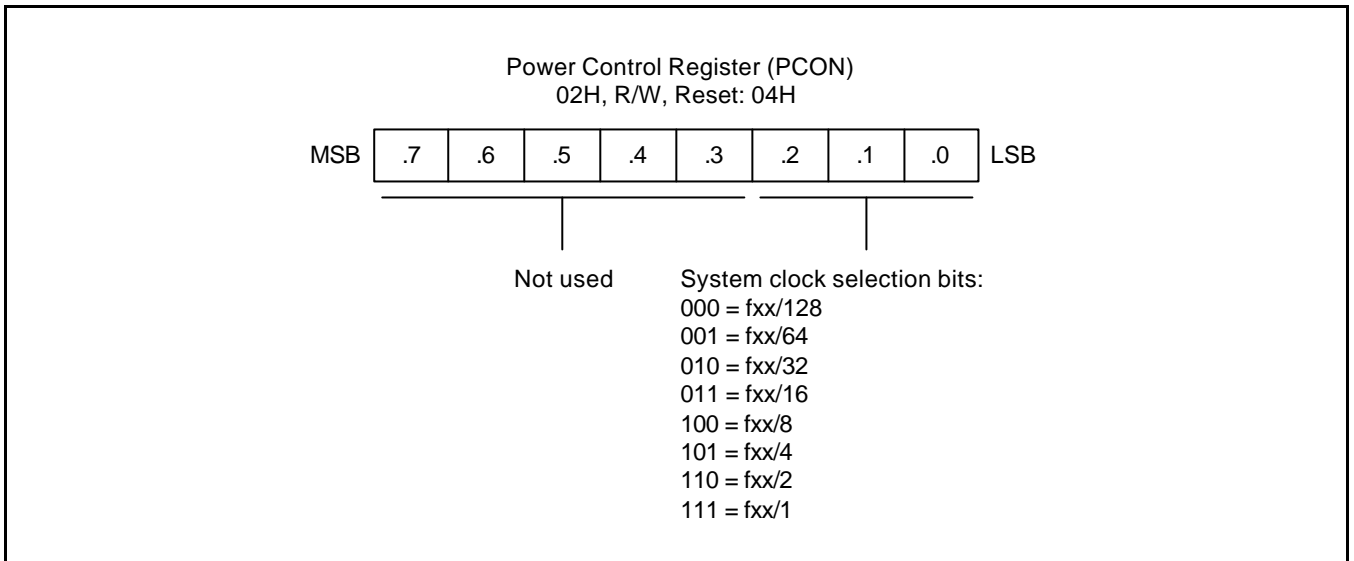 Power Control Register (PCON)
02H, R/W, Reset: 04H
MSB .7 .6 .5 .4 .3 .2 .1 .0 LSB
Not used
System clock selection bits:
000 = fxx/128
001 = fxx/64
010 = fxx/32
011 = fxx/16
100 = fxx/8
101 = fxx/4
110 = fxx/2
111 = fxx/1